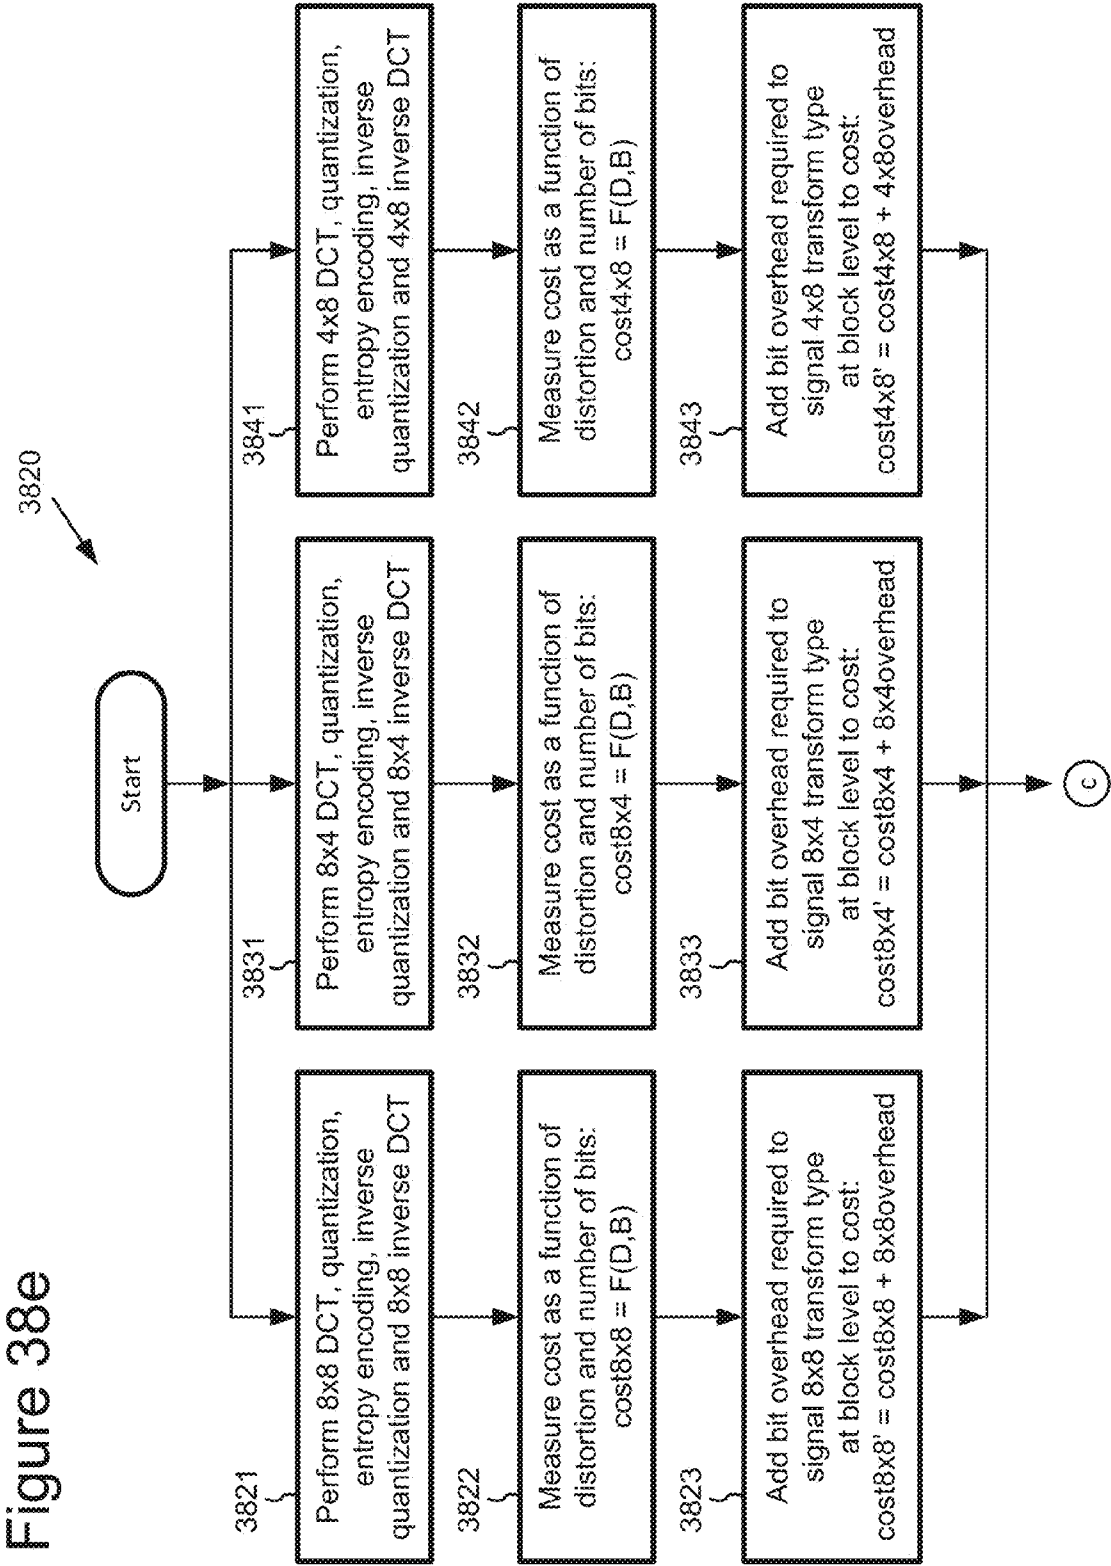 Figure 38e
3820
Start
3821
Perform 8x8 DCT, quantization,
entropy encoding, inverse
quantization and 8x8 inverse DCT
3822
Measure cost as a function of
distortion and number of bits:
cost8x8 = F(D,B)
3823
Add bit overhead required to
signal 8x8 transform type
at block level to cost:
cost8x8' = cost8x8 + 8x8overhead
3831
Perform 8x4 DCT, quantization,
entropy encoding, inverse
quantization and 8x4 inverse DCT
3832
Measure cost as a function of
distortion and number of bits:
cost8x4 = F(D,B)
3833
Add bit overhead required to
signal 8x4 transform type
at block level to cost:
cost8x4' = cost8x4 + 8x4overhead
3841
Perform 4x8 DCT, quantization,
entropy encoding, inverse
quantization and 4x8 inverse DCT
3842
Measure cost as a function of
distortion and number of bits:
cost4x8 = F(D,B)
3843
Add bit overhead required to
signal 4x8 transform type
at block level to cost:
cost4x8' = cost4x8 + 4x8overhead
c